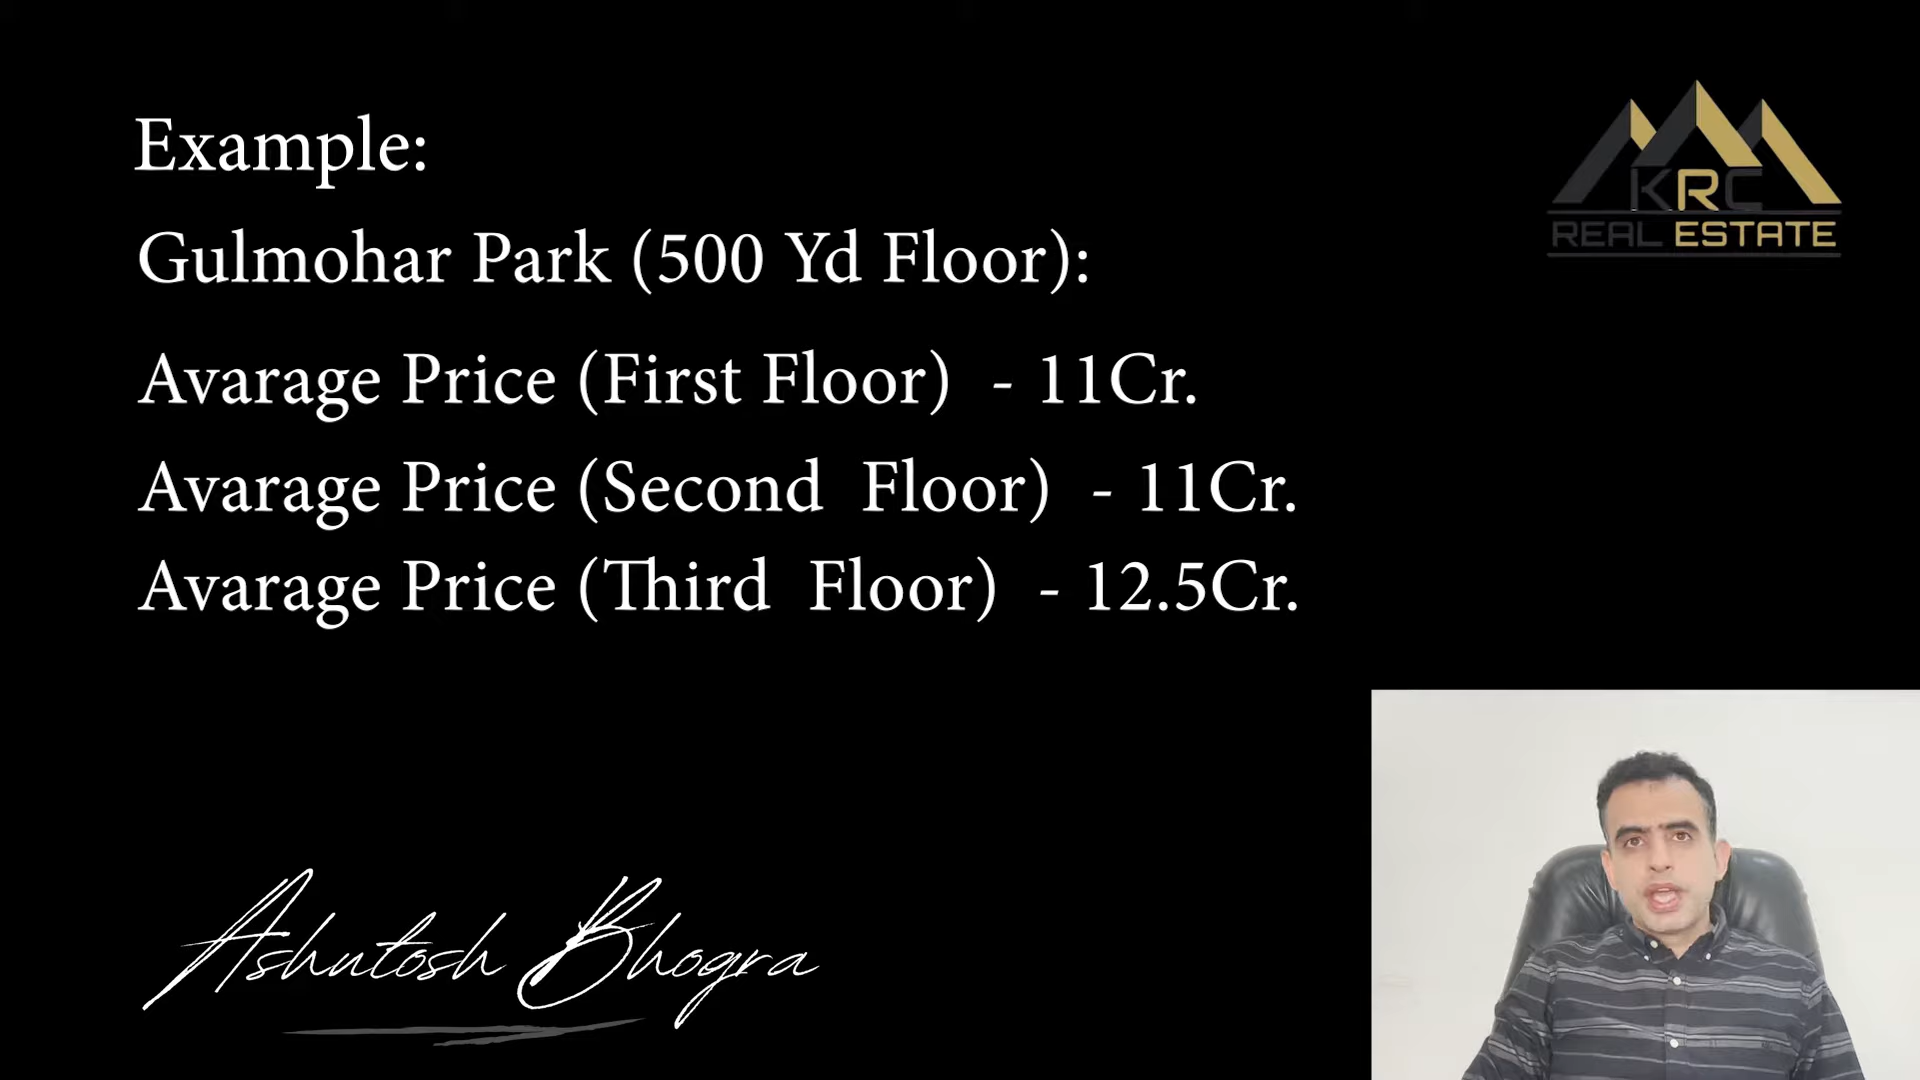 Example:
Gulmohar Park (500 Yd Floor):
Avarage Price (First Floor) - 11Cr.
Avarage Price (Second Floor) - 11Cr.
Avarage Price (Third Floor) - 12.5Cr.
KRC
REAL ESTATE
Ashutosh Bhogra